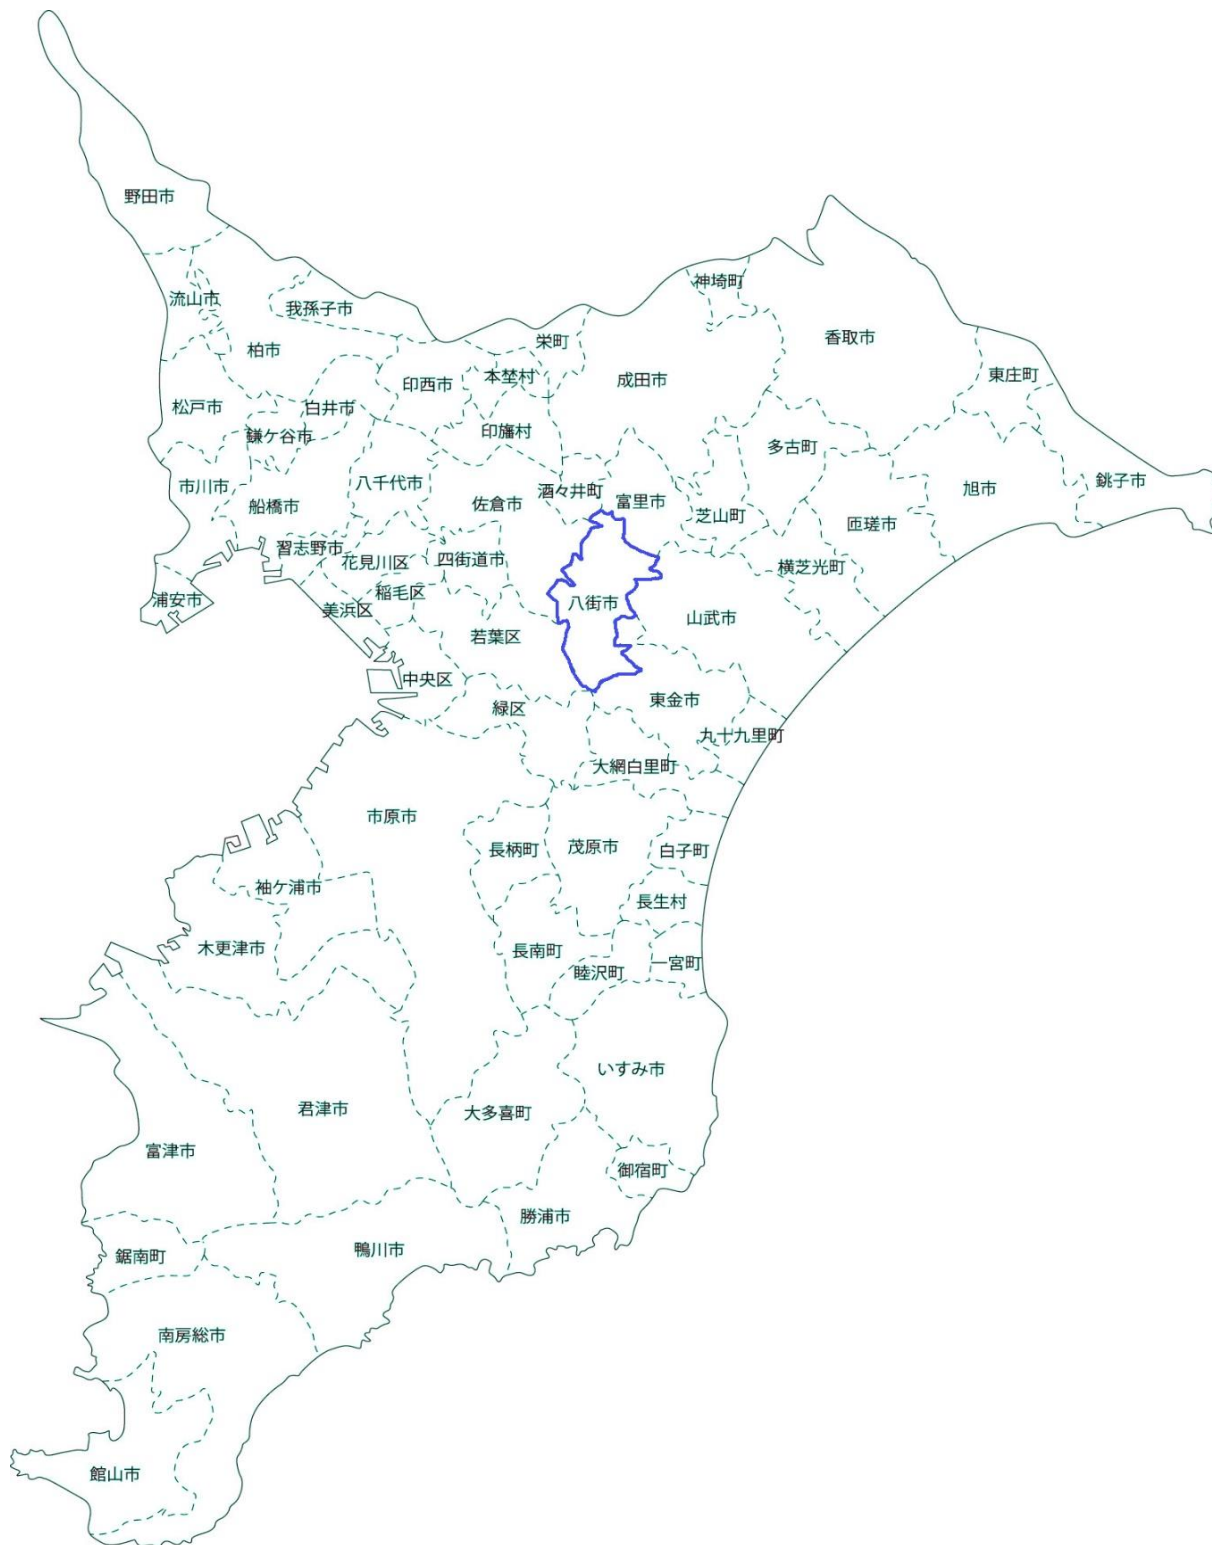 野田市
流山市
我孫子市
柏市
神埼町
香取市
栄町
本埜村
成田市
印西市
東庄町
松戸市
白井市
鎌ケ谷市
印旛村
多古町
市川市
船橋市
八千代市
佐倉市
酒々井町
富里市
芝山町
旭市
銚子市
匝瑳市
習志野市
花見川区
四街道市
横芝光町
浦安市
美浜区
稲毛区
八街市
山武市
若葉区
中央区
緑区
東金市
九十九里町
大網白里町
市原市
長柄町
茂原市
白子町
袖ケ浦市
長生村
木更津市
長南町
睦沢町
一宮町
いすみ市
君津市
大多喜町
富津市
御宿町
勝浦市
鋸南町
鴨川市
南房総市
館山市